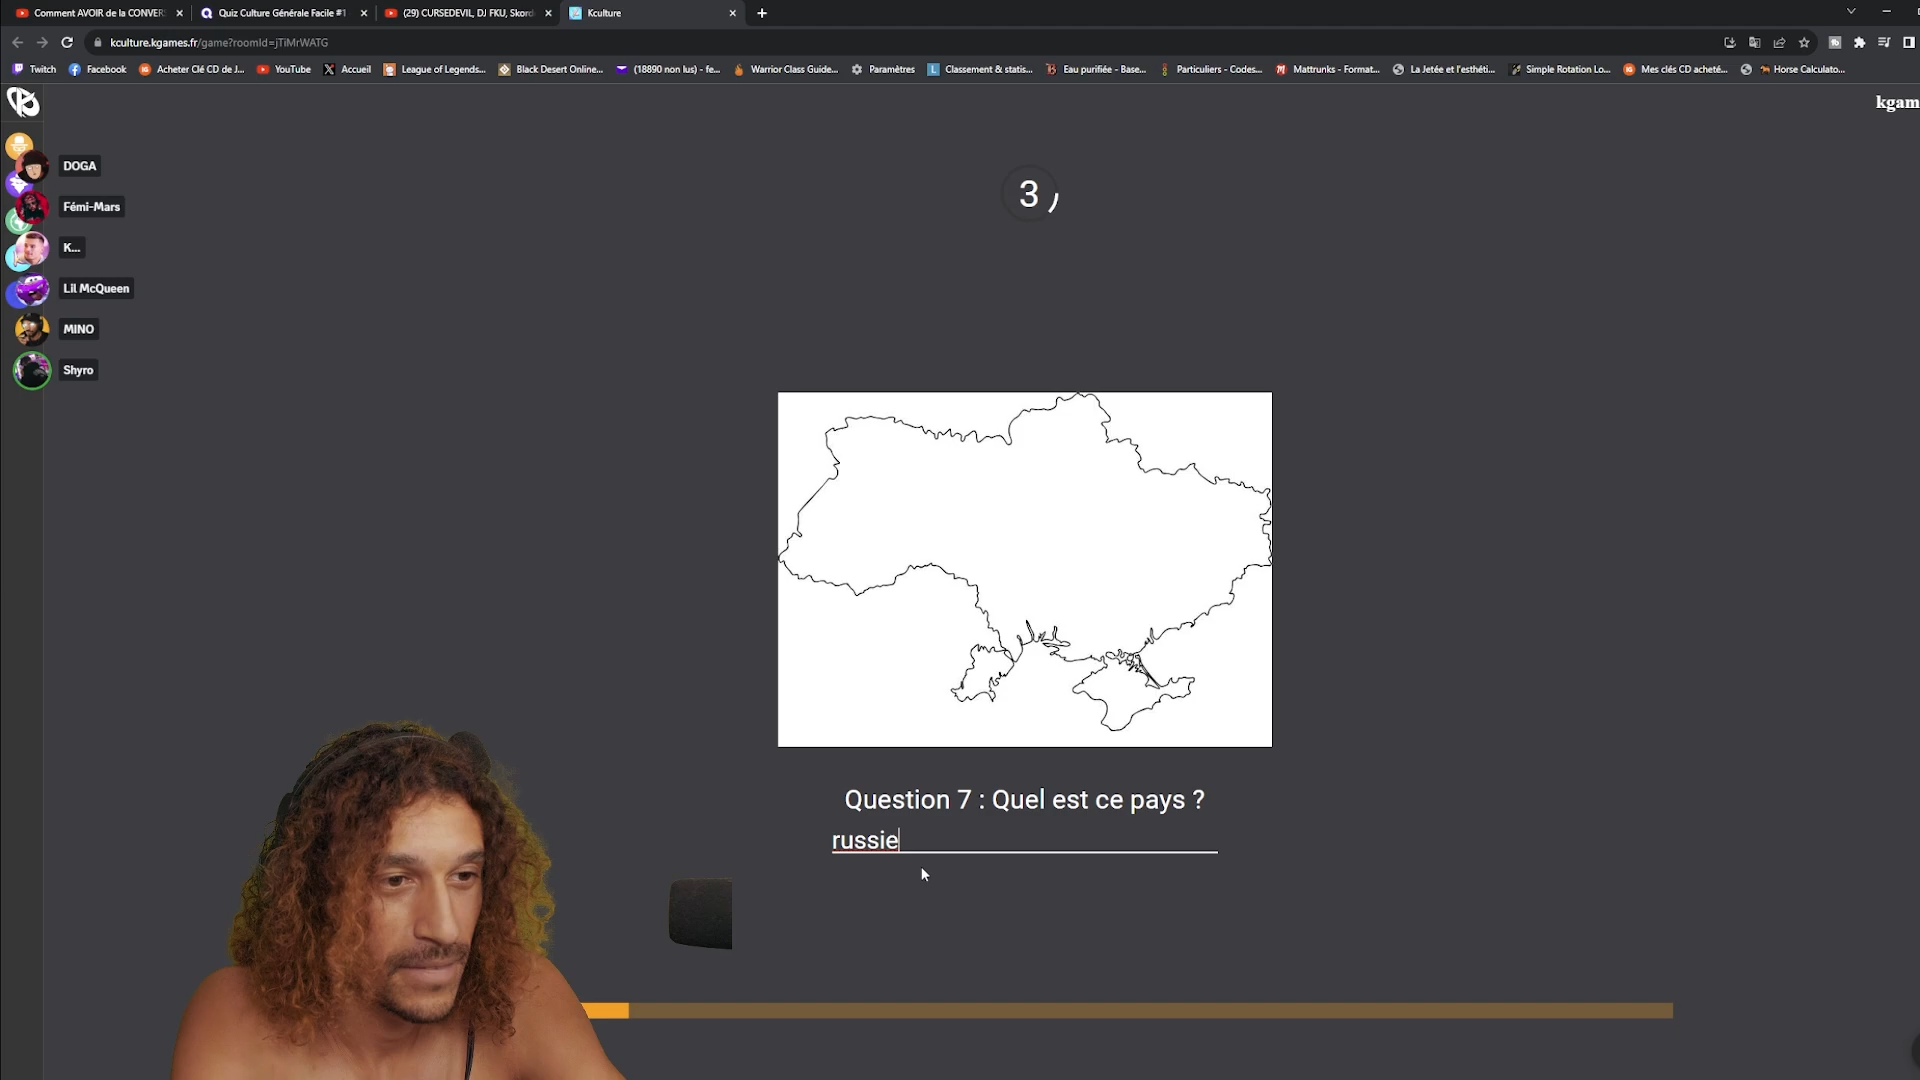 Comment AVOIR de la CONVER
Quiz Culture Générale Facile #1
(29) CURSEDEVIL, DJ FKU, Skord
Kculture
kculture.kgames.fr/game?roomId=jTiMrWATG
Twitch
Facebook
Acheter Clé CD de J...
YouTube
Accueil
League of Legends...
Black Desert Online...
(18890 non lus) - fe...
Warrior Class Guide...
Paramètres
Classement & statis...
Eau purifiée - Base...
Particuliers - Codes...
Mattrunks - Format...
La Jetée et l'esthéti...
Simple Rotation Lo...
Mes clés CD acheté...
Horse Calculato...
kgam
DOGA
Fémi-Mars
K...
Lil McQueen
MINO
Shyro
3
Question 7 : Quel est ce pays ?
russie